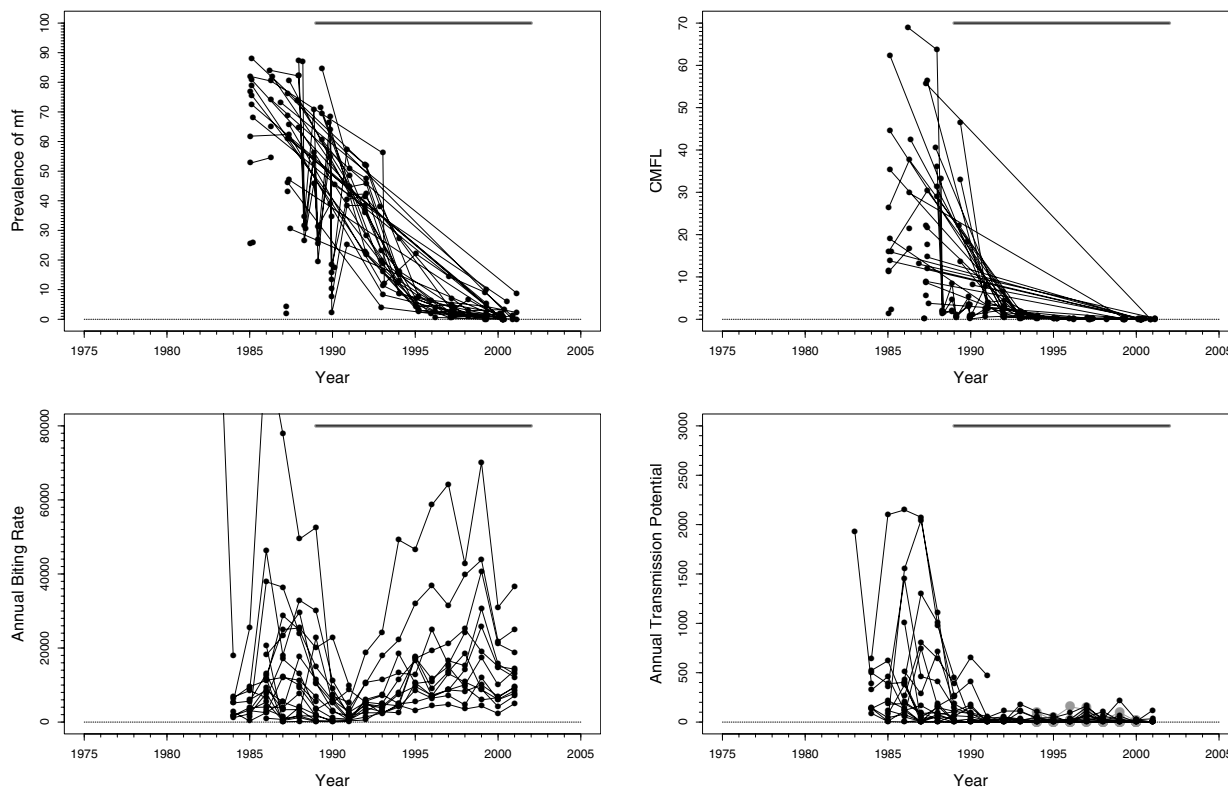 Prevalence of mf
0 10 20 30 40 50 60 70 80 90 100
1975 1980 1985 1990 1995 2000 2005
Year
CMFL
0 10 20 30 40 50 60 70
1975 1980 1985 1990 1995 2000 2005
Year
Annual Biting Rate
0 20000 40000 60000 80000
1975 1980 1985 1990 1995 2000 2005
Year
Annual Transmission Potential
0 500 1000 1500 2000 2500 3000
1975 1980 1985 1990 1995 2000 2005
Year